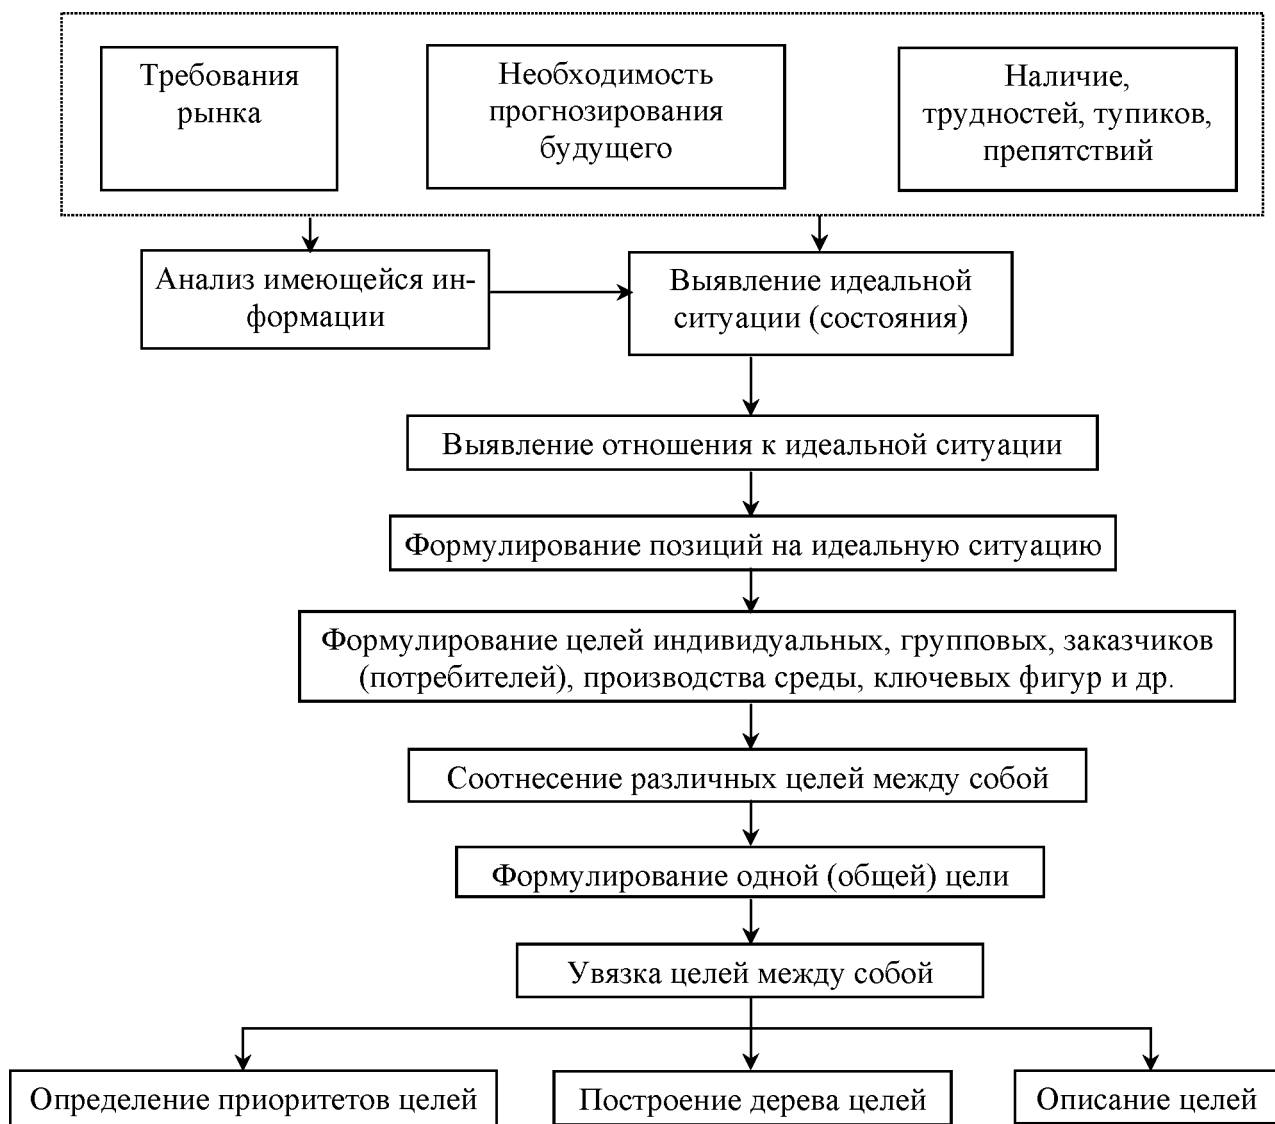 Требования
рынка
Необходимость
прогнозирования
будущего
Наличие,
трудностей, тупиков,
препятствий
Анализ имеющейся ин-
формации
Выявление идеальной
ситуации (состояния)
Выявление отношения к идеальной ситуации
Формулирование позиций на идеальную ситуацию
Формулирование целей индивидуальных, групповых, заказчиков
(потребителей), производства среды, ключевых фигур и др.
Соотнесение различных целей между собой
Формулирование одной (общей) цели
Увязка целей между собой
Определение приоритетов целей
Построение дерева целей
Описание целей